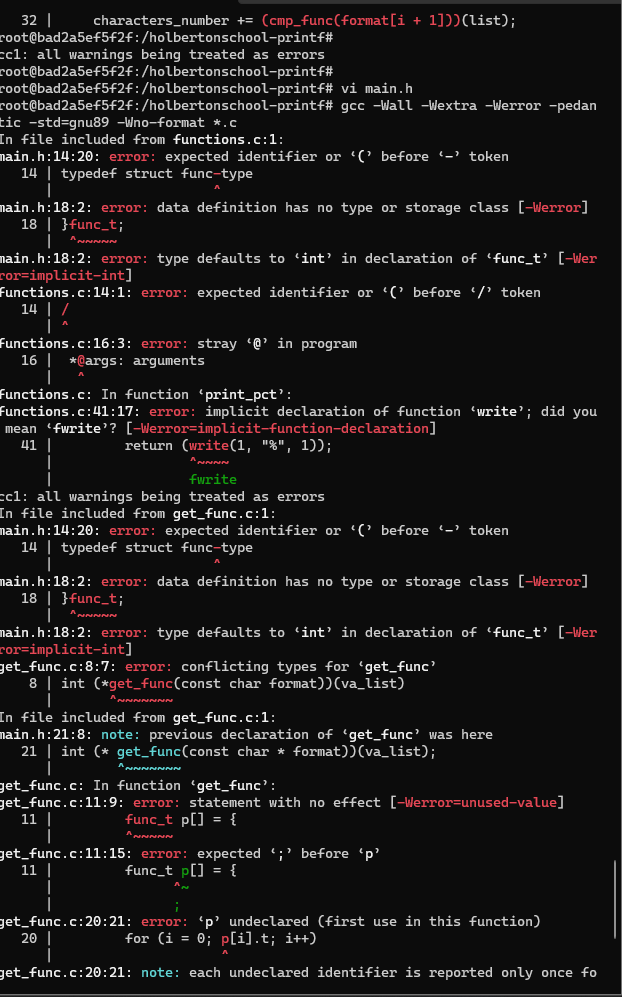 32 |     characters_number += (cmp_func(format[i + 1]))(list);
root@bad2a5ef5f2f:/holbertonschool-printf#
cc1: all warnings being treated as errors
root@bad2a5ef5f2f:/holbertonschool-printf#
root@bad2a5ef5f2f:/holbertonschool-printf# vi main.h
root@bad2a5ef5f2f:/holbertonschool-printf# gcc -Wall -Wextra -Werror -pedan
tic -std=gnu89 -Wno-format *.c
In file included from functions.c:1:
main.h:14:20: error: expected identifier or ‘(’ before ‘-’ token
   14 | typedef struct func-type
      |                    ^
main.h:18:2: error: data definition has no type or storage class [-Werror]
   18 | }func_t;
      |  ^~~~~~
main.h:18:2: error: type defaults to ‘int’ in declaration of ‘func_t’ [-Wer
ror=implicit-int]
functions.c:14:1: error: expected identifier or ‘(’ before ‘/’ token
   14 | /
      | ^
functions.c:16:3: error: stray ‘@’ in program
   16 |  *@args: arguments
      |   ^
functions.c: In function ‘print_pct’:
functions.c:41:17: error: implicit declaration of function ‘write’; did you
 mean ‘fwrite’? [-Werror=implicit-function-declaration]
   41 |         return (write(1, "%", 1));
      |                 ^~~~~
      |                 fwrite
cc1: all warnings being treated as errors
In file included from get_func.c:1:
main.h:14:20: error: expected identifier or ‘(’ before ‘-’ token
   14 | typedef struct func-type
      |                    ^
main.h:18:2: error: data definition has no type or storage class [-Werror]
   18 | }func_t;
      |  ^~~~~~
main.h:18:2: error: type defaults to ‘int’ in declaration of ‘func_t’ [-Wer
ror=implicit-int]
get_func.c:8:7: error: conflicting types for ‘get_func’
    8 | int (*get_func(const char format))(va_list)
      |       ^~~~~~~~
In file included from get_func.c:1:
main.h:21:8: note: previous declaration of ‘get_func’ was here
   21 | int (* get_func(const char * format))(va_list);
      |        ^~~~~~~~
get_func.c: In function ‘get_func’:
get_func.c:11:9: error: statement with no effect [-Werror=unused-value]
   11 |         func_t p[] = {
      |         ^~~~~~
get_func.c:11:15: error: expected ‘;’ before ‘p’
   11 |         func_t p[] = {
      |               ^~
      |               ;
get_func.c:20:21: error: ‘p’ undeclared (first use in this function)
   20 |         for (i = 0; p[i].t; i++)
      |                     ^
get_func.c:20:21: note: each undeclared identifier is reported only once fo